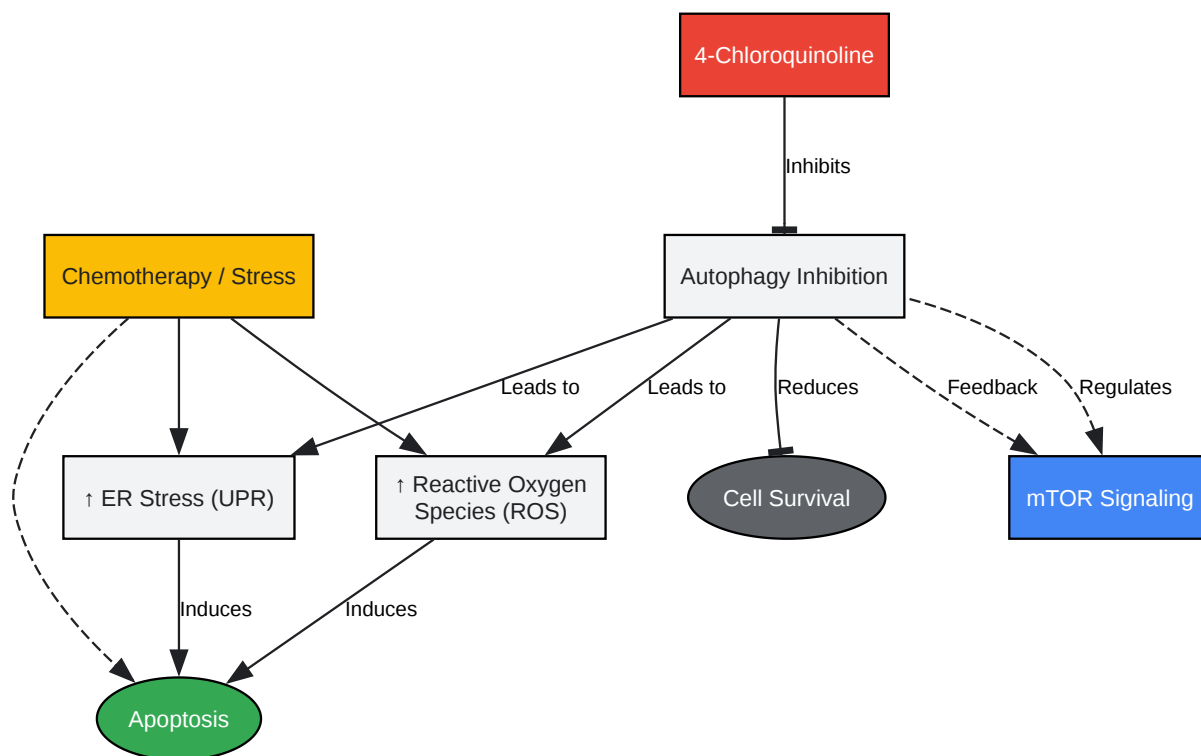 4-Chloroquinoline
Inhibits
Chemotherapy / Stress
Autophagy Inhibition
Leads to
Leads to
Reduces
Feedback
Regulates
↑ ER Stress (UPR)
↑ Reactive Oxygen
Species (ROS)
Cell Survival
mTOR Signaling
Induces
Induces
Apoptosis